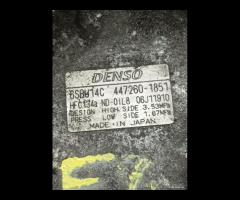 DENSO
6SBU14C 447260-1851
HFC134a ND-OIL8 06J11910
DESIGN HIGH SIDE 3.53MPa
PRESS LOW SIDE 1.67MPa
MADE IN JAPAN